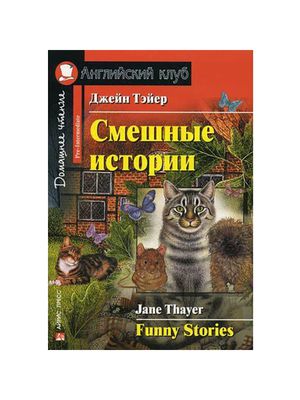 Английский клуб
Домашнее чтение
Pre-Intermediate
Джейн Тэйер
Смешные
истории
АЙРИС ПРЕСС
Jane Thayer
Funny Stories